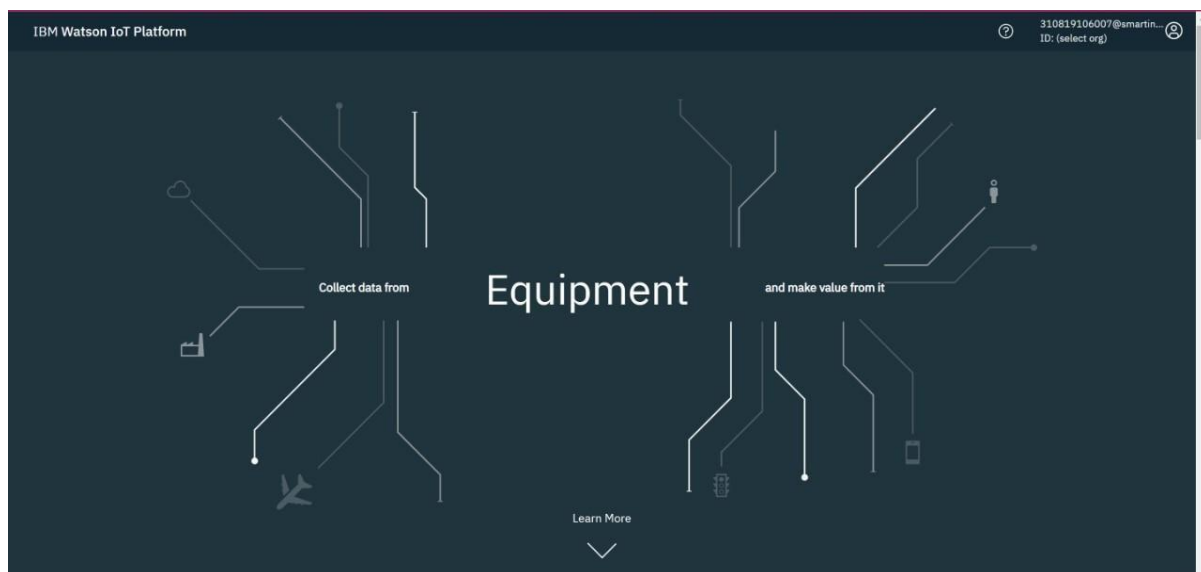 IBM Watson IoT Platform
310819106007@smartin...
ID: (select org)
Collect data from
Equipment
and make value from it
Learn More